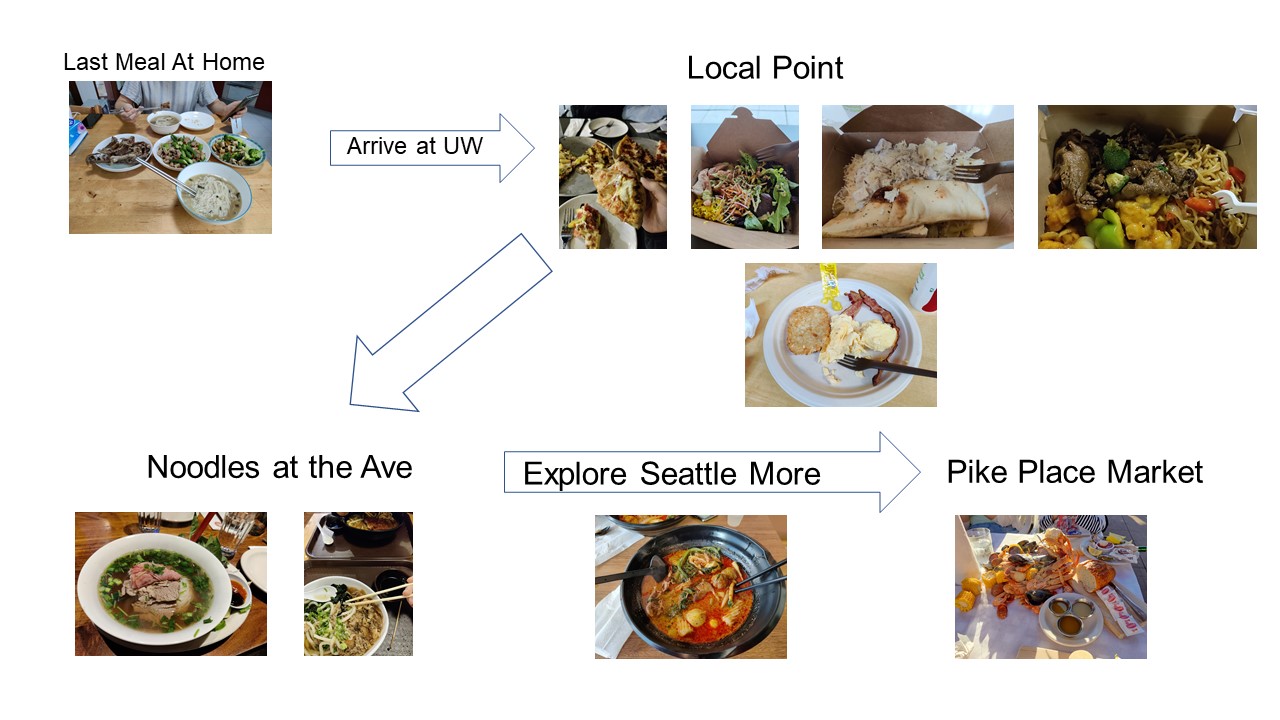 Last Meal At Home
Local Point
Arrive at UW
Noodles at the Ave
Explore Seattle More
Pike Place Market